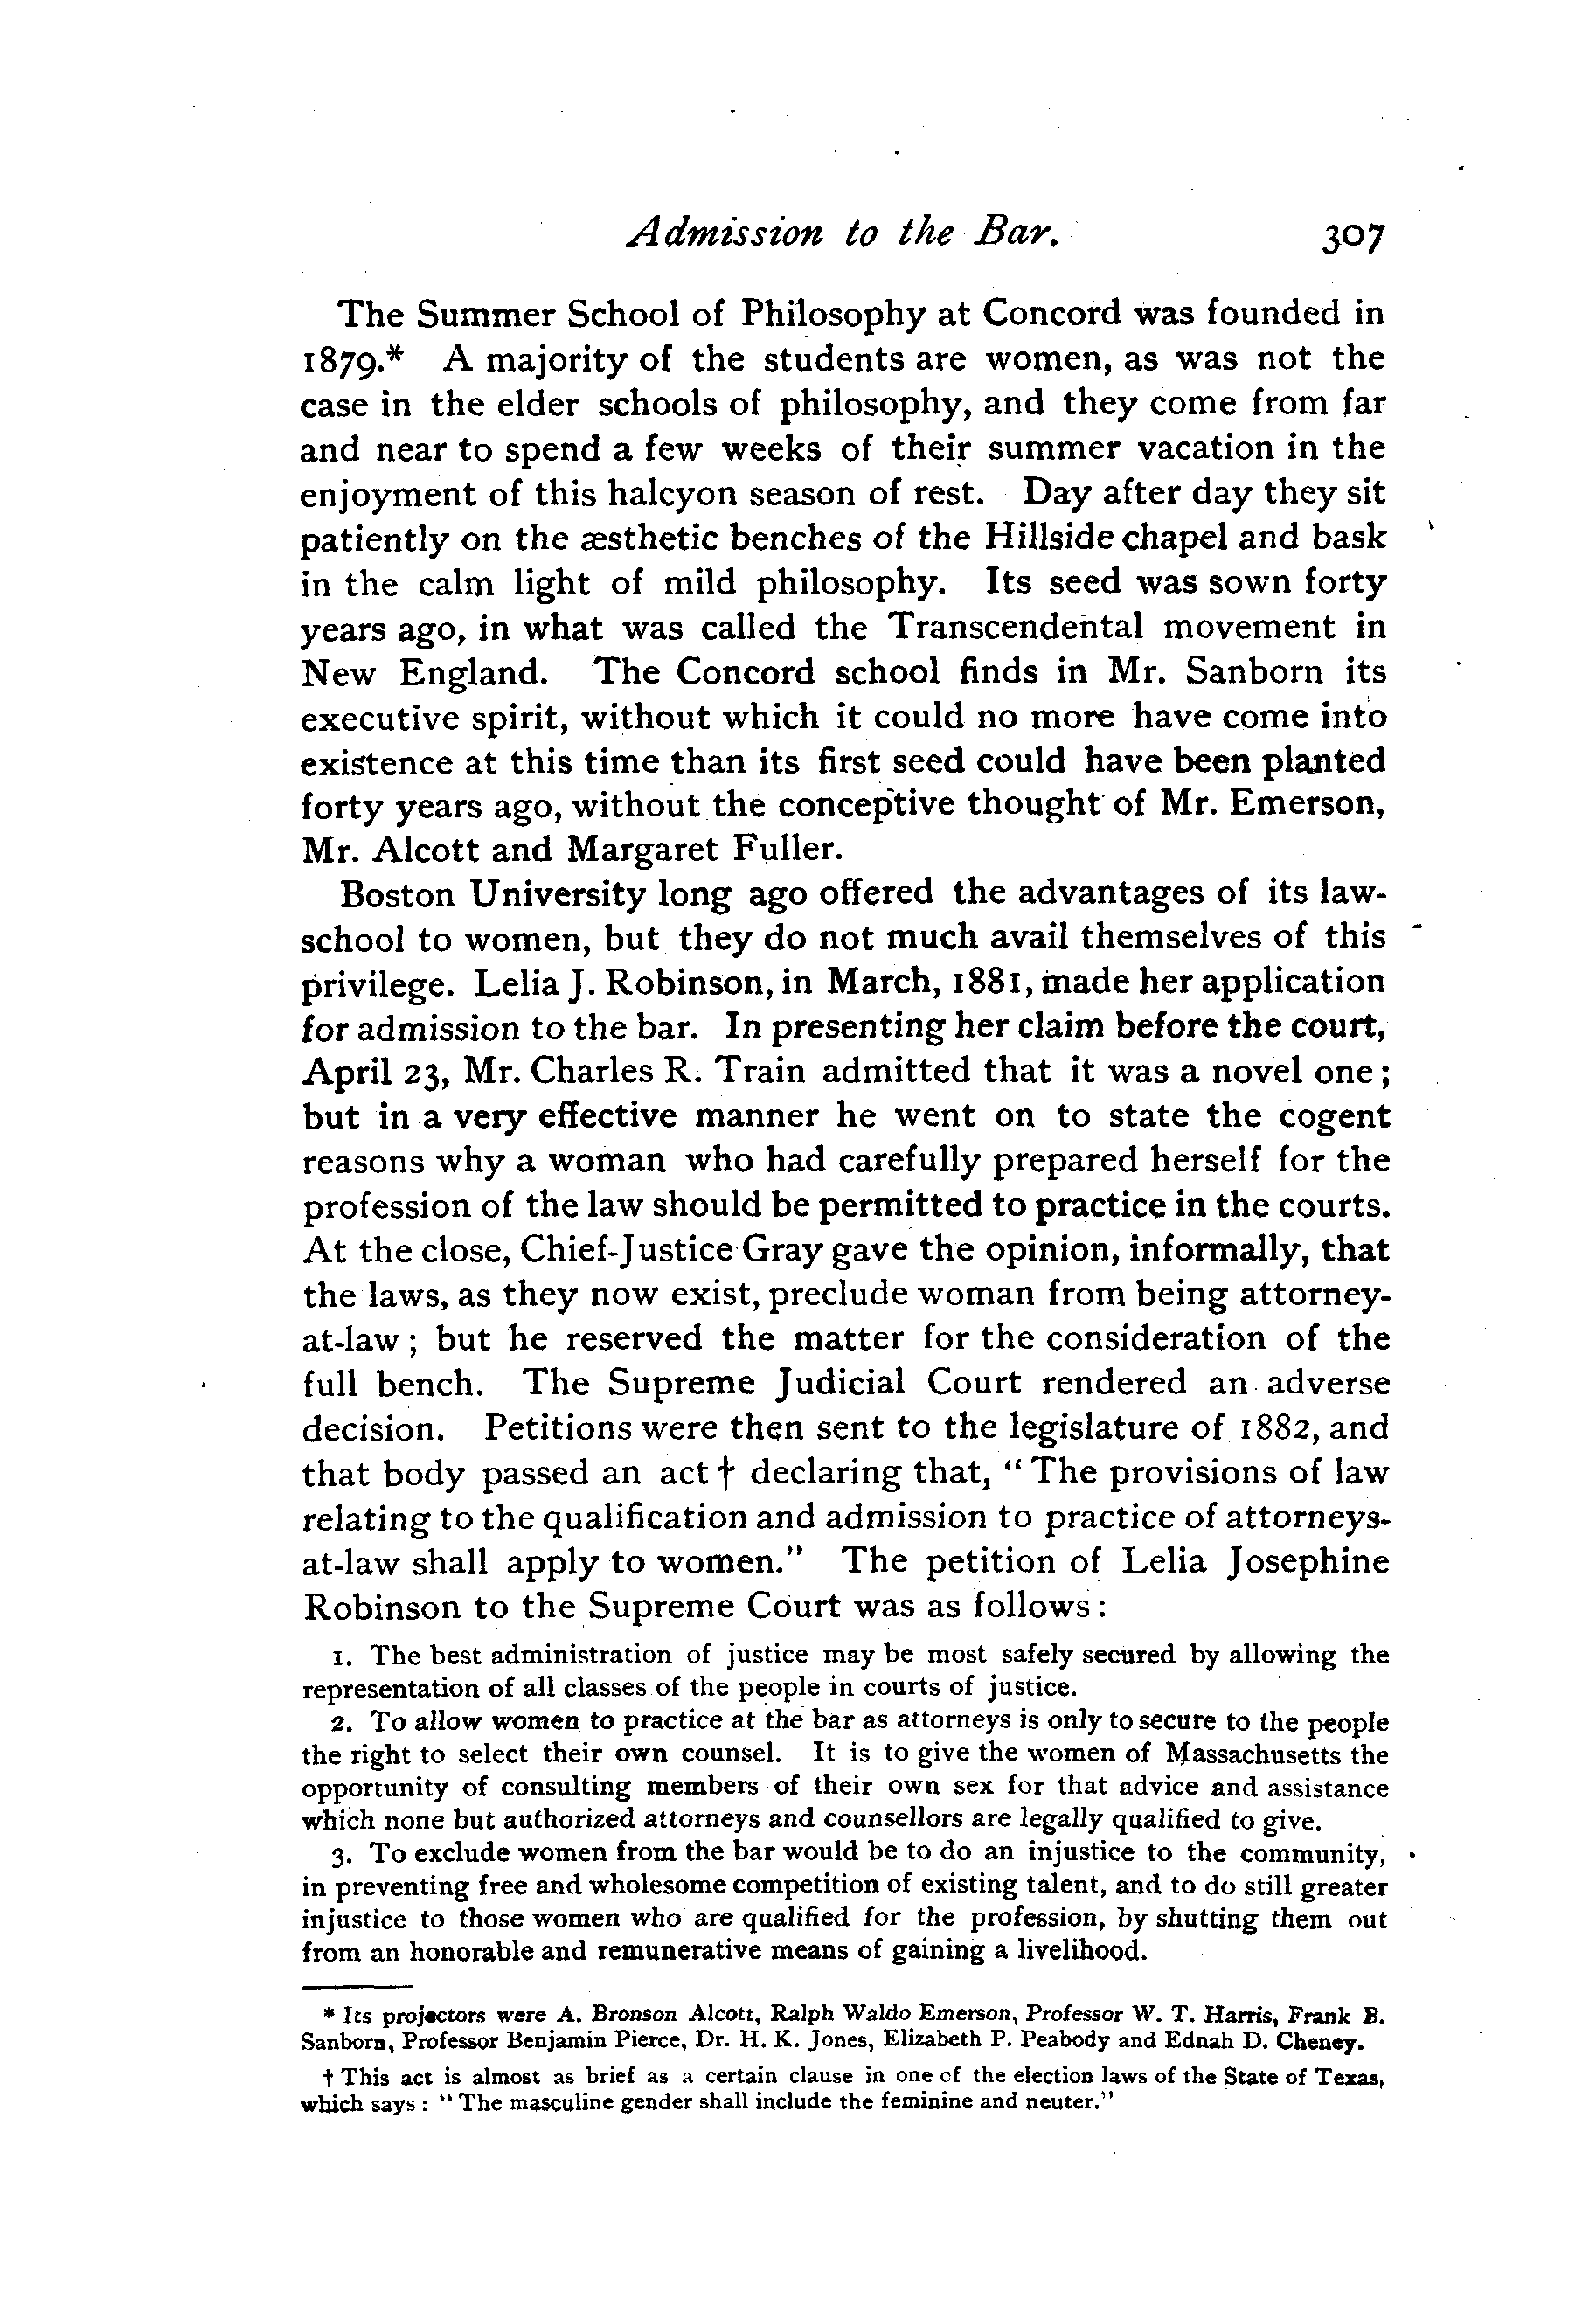 Admission to the Bar. 307
The Summer School of Philosophy at Concord was founded in
1879.* A majority of the students are women, as was not the
case in the elder schools of philosophy, and they come from far
and near to spend a few weeks of their summer vacation in the
enjoyment of this halcyon season of rest. Day after day they sit
patiently on the æsthetic benches of the Hillside chapel and bask
in the calm light of mild philosophy. Its seed was sown forty
years ago, in what was called the Transcendental movement in
New England. The Concord school finds in Mr. Sanborn its
executive spirit, without which it could no more have come into
existence at this time than its first seed could have been planted
forty years ago, without the conceptive thought of Mr. Emerson,
Mr. Alcott and Margaret Fuller.
Boston University long ago offered the advantages of its law-
school to women, but they do not much avail themselves of this
privilege. Lelia J. Robinson, in March, 1881, made her application
for admission to the bar. In presenting her claim before the court,
April 23, Mr. Charles R. Train admitted that it was a novel one;
but in a very effective manner he went on to state the cogent
reasons why a woman who had carefully prepared herself for the
profession of the law should be permitted to practice in the courts.
At the close, Chief-Justice Gray gave the opinion, informally, that
the laws, as they now exist, preclude woman from being attorney-
at-law; but he reserved the matter for the consideration of the
full bench. The Supreme Judicial Court rendered an adverse
decision. Petitions were then sent to the legislature of 1882, and
that body passed an act † declaring that, "The provisions of law
relating to the qualification and admission to practice of attorneys-
at-law shall apply to women." The petition of Lelia Josephine
Robinson to the Supreme Court was as follows:
1. The best administration of justice may be most safely secured by allowing the
representation of all classes of the people in courts of justice.
2. To allow women to practice at the bar as attorneys is only to secure to the people
the right to select their own counsel. It is to give the women of Massachusetts the
opportunity of consulting members of their own sex for that advice and assistance
which none but authorized attorneys and counsellors are legally qualified to give.
3. To exclude women from the bar would be to do an injustice to the community,
in preventing free and wholesome competition of existing talent, and to do still greater
injustice to those women who are qualified for the profession, by shutting them out
from an honorable and remunerative means of gaining a livelihood.
* Its projectors were A. Bronson Alcott, Ralph Waldo Emerson, Professor W. T. Harris, Frank B.
Sanborn, Professor Benjamin Pierce, Dr. H. K. Jones, Elizabeth P. Peabody and Ednah D. Cheney.
† This act is almost as brief as a certain clause in one of the election laws of the State of Texas,
which says: "The masculine gender shall include the feminine and neuter."